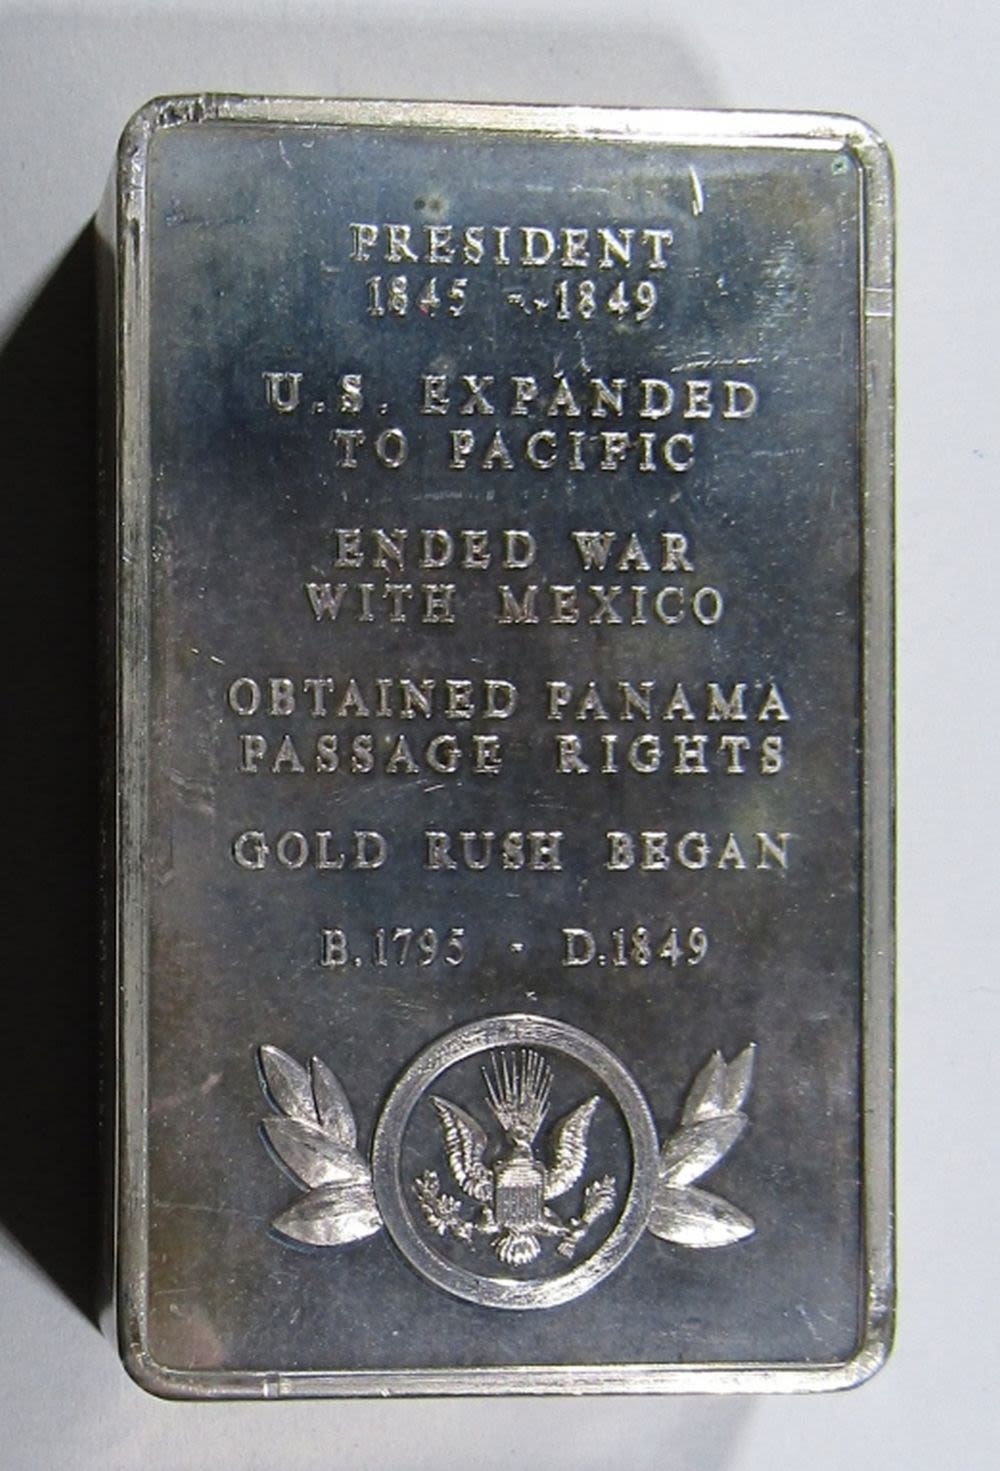 PRESIDENT
1845 - 1849
U.S. EXPANDED
TO PACIFIC
ENDED WAR
WITH MEXICO
OBTAINED PANAMA
PASSAGE RIGHTS
GOLD RUSH BEGAN
B.1795 - D.1849